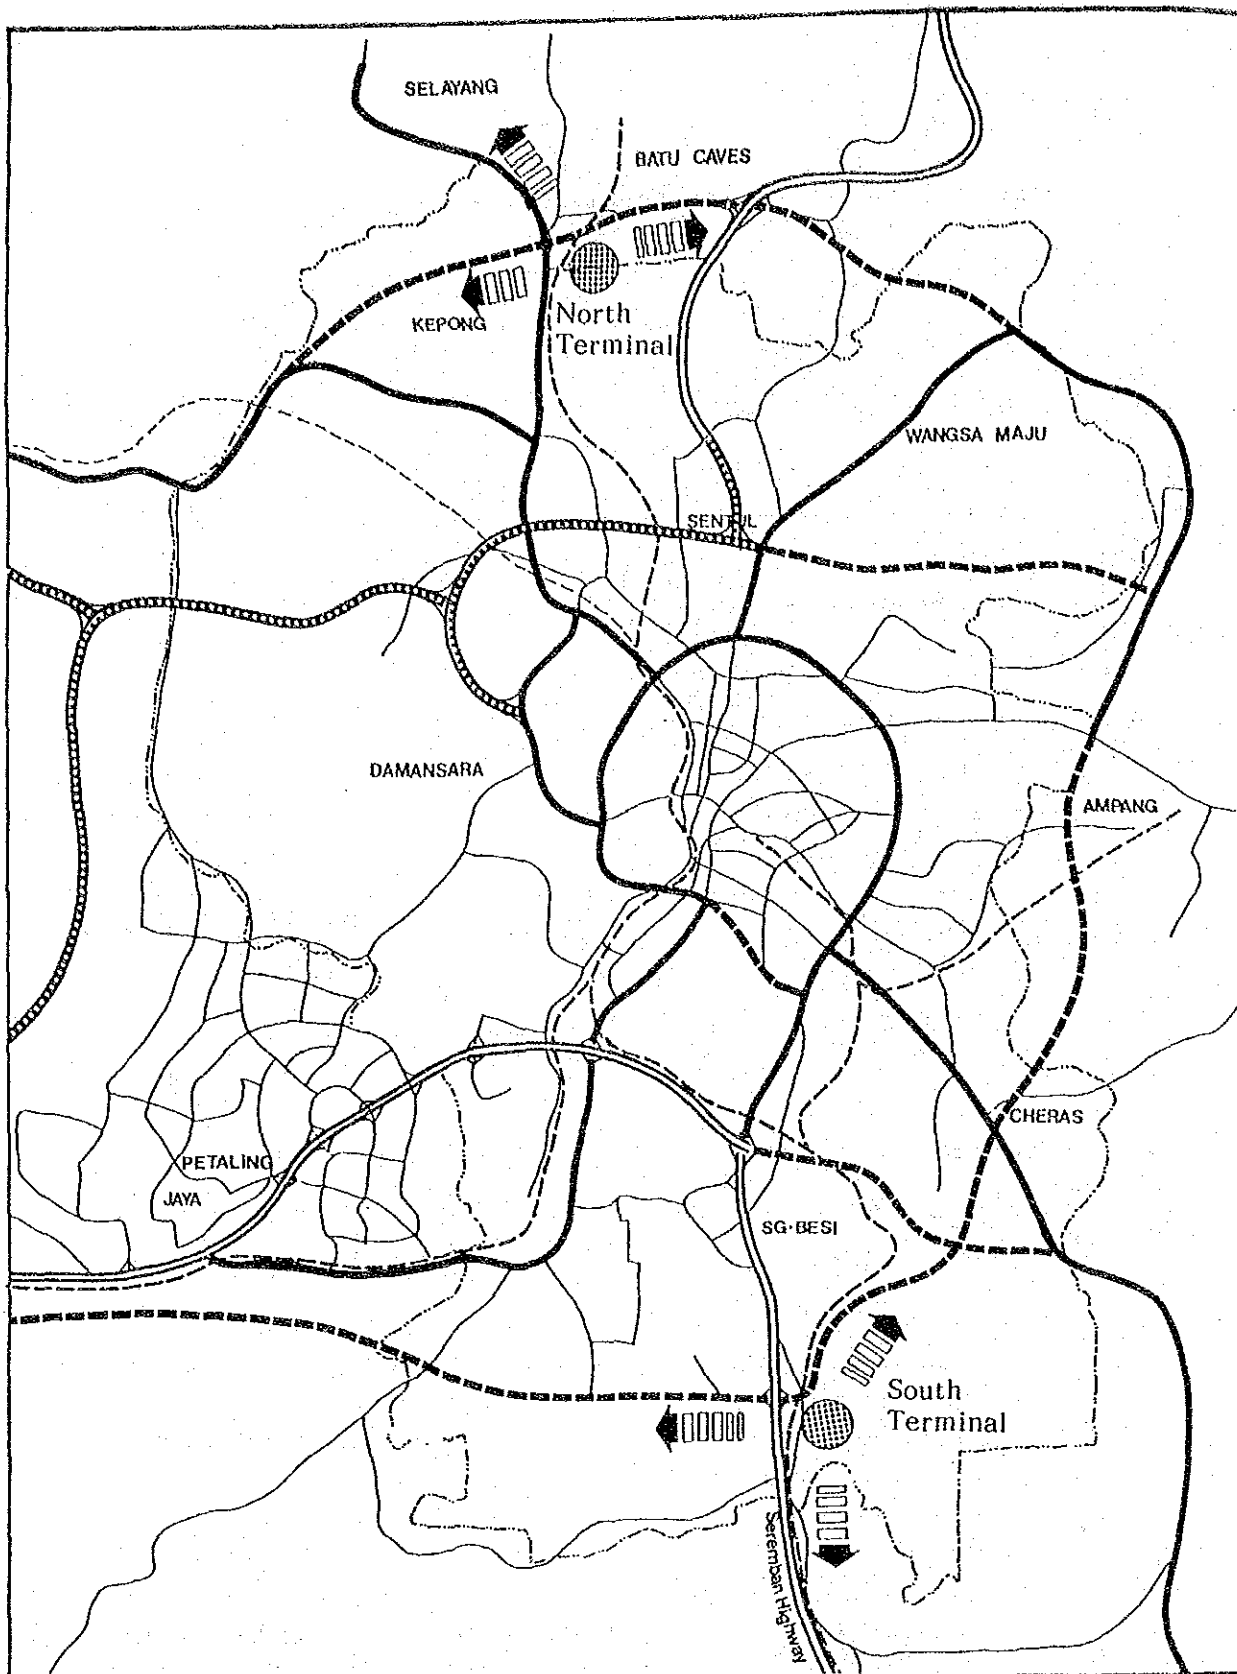 SELAYANG
BATU CAVES
KEPONG
North
Terminal
WANGSA MAJU
SENTUL
DAMANSARA
AMPANG
CHERAS
PETALING
JAYA
SG·BESI
South
Terminal
Seremban Highway